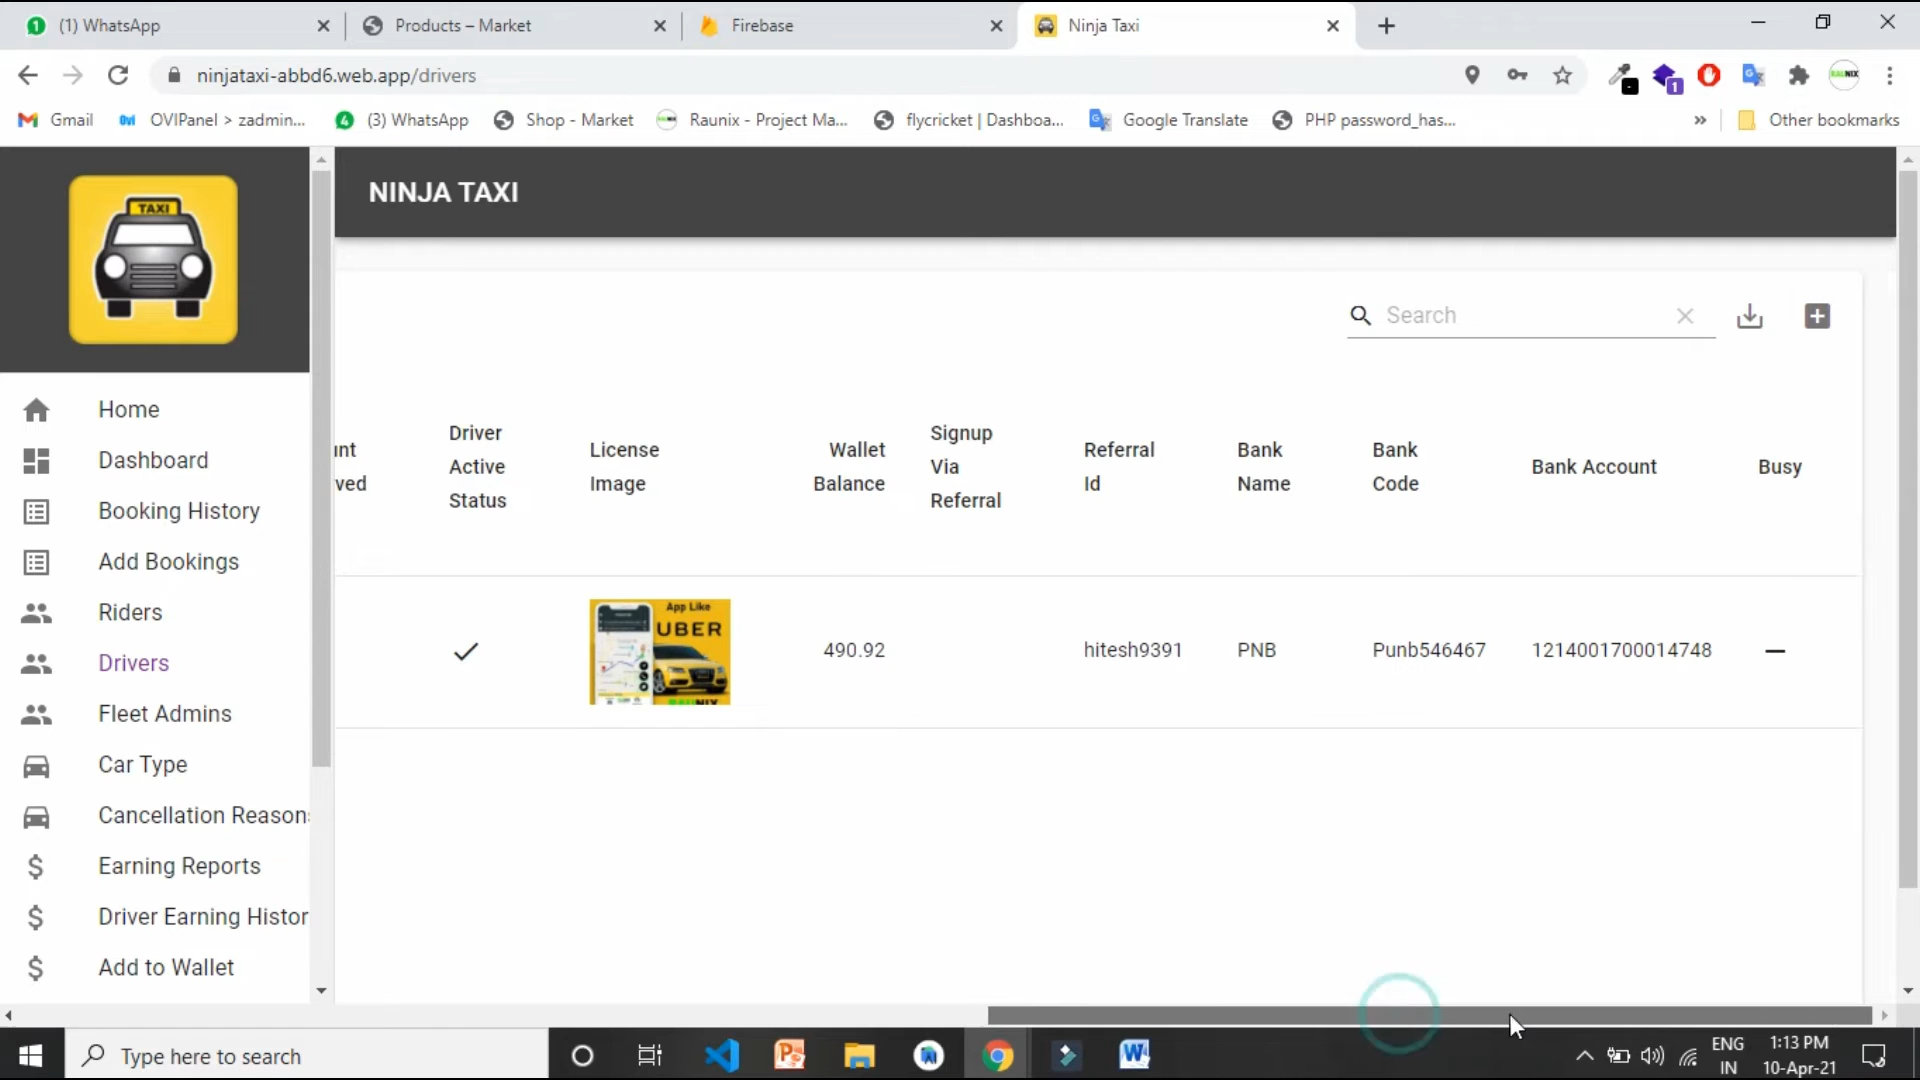 (1) WhatsApp
Products – Market
Firebase
Ninja Taxi
ninjataxi-abbd6.web.app/drivers
Gmail
OVIPanel > zadmin...
(3) WhatsApp
Shop - Market
Raunix - Project Ma...
flycricket | Dashboa...
Google Translate
PHP password_has...
»
Other bookmarks
TAXI
NINJA TAXI
Search
Home
Dashboard
Booking History
Add Bookings
Riders
Drivers
Fleet Admins
Car Type
Cancellation Reason
Earning Reports
Driver Earning Histor
Add to Wallet
unt
ved
Driver
Active
Status
License
Image
Wallet
Balance
Signup
Via
Referral
Referral
Id
Bank
Name
Bank
Code
Bank Account
Busy
App Like
UBER
490.92
hitesh9391
PNB
Punb546467
1214001700014748
Type here to search
ENG
IN
1:13 PM
10-Apr-21